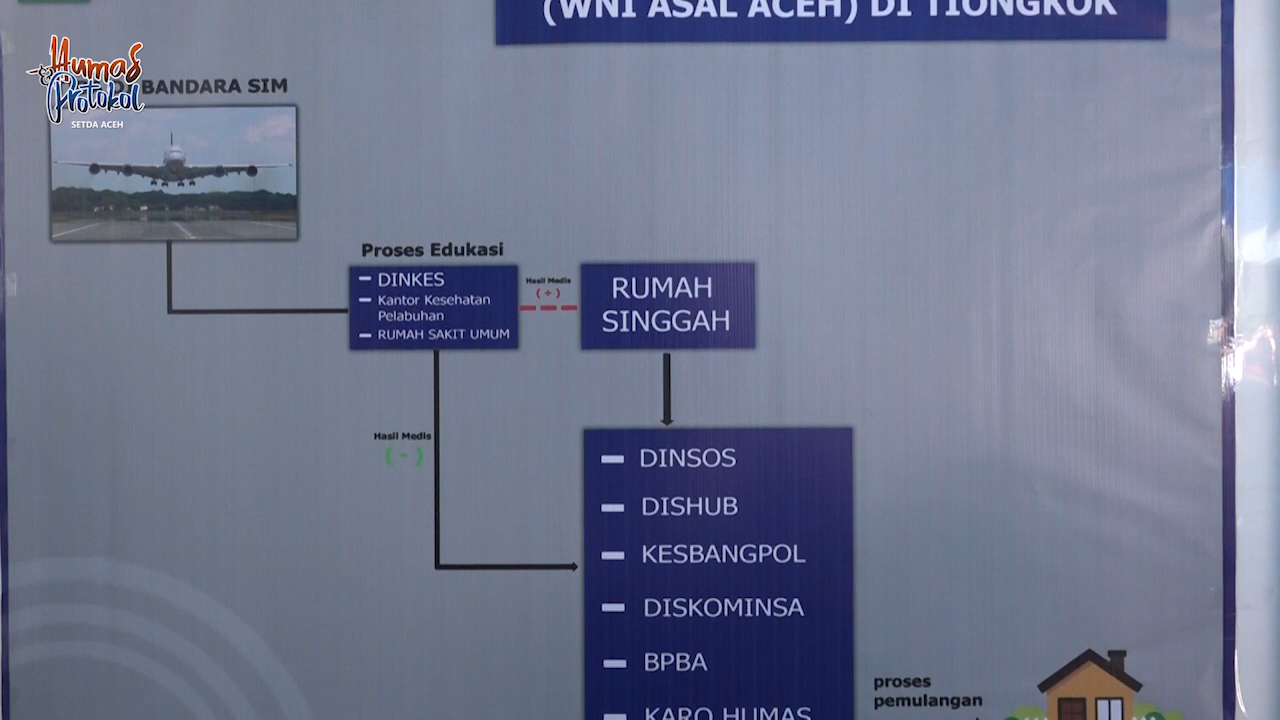 (WNI ASAL ACEH) DI TIONGKOK
Humas
Protokol
SETDA ACEH
BANDARA SIM
Proses Edukasi
- DINKES
- Kantor Kesehatan
Pelabuhan
- RUMAH SAKIT UMUM
Hasil Medis
(+)
RUMAH
SINGGAH
Hasil Medis
(-)
- DINSOS
- DISHUB
- KESBANGPOL
- DISKOMINSA
- BPBA
- KARO HUMAS
proses
pemulangan